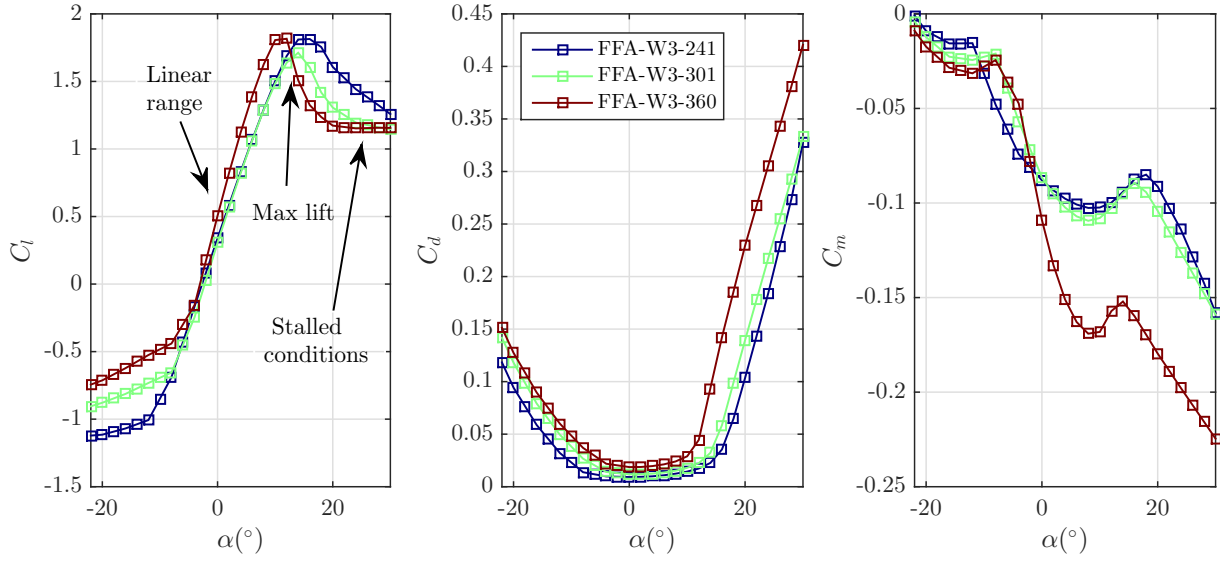 2
1.5
1
0.5
0
-0.5
-1
-1.5
-20
0
20
α(°)
C_l
Linear
range
Max lift
Stalled
conditions
0.45
0.4
0.35
0.3
0.25
0.2
0.15
0.1
0.05
0
-20
0
20
α(°)
C_d
FFA-W3-241
FFA-W3-301
FFA-W3-360
0
-0.05
-0.1
-0.15
-0.2
-0.25
-20
0
20
α(°)
C_m